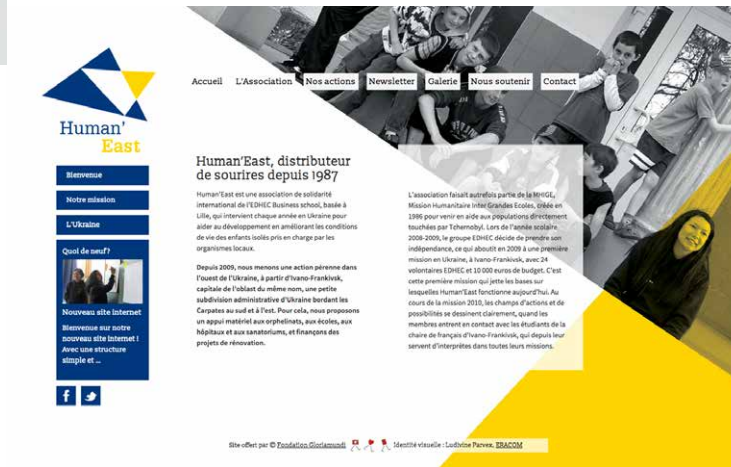 Accueil L'Association Nos actions Newsletter Galerie Nous soutenir Contact
Human'
East
Bienvenue
Notre mission
L'Ukraine
Quoi de neuf?
Nouveau site internet
Bienvenue sur notre
nouveau site internet !
Avec une structure
simple et ...
Human'East, distributeur
de sourires depuis 1987
Human'East est une association de solidarité
international de l'EDHEC Business school, basée à
Lille, qui intervient chaque année en Ukraine pour
aider au développement en améliorant les conditions
de vie des enfants isolés pris en charge par les
organismes locaux.
Depuis 2009, nous menons une action pérenne dans
l'ouest de l'Ukraine, à partir d'Ivano-Frankivsk,
capitale de l'oblast du même nom, une petite
subdivision administrative d'Ukraine bordant les
Carpates au sud et à l'est. Pour cela, nous proposons
un appui matériel aux orphelinats, aux écoles, aux
hôpitaux et aux sanatoriums, et finançons des
projets de rénovation.
L'association faisait autrefois partie de la MHIGE,
Mission Humanitaire Inter Grandes Ecoles, créée en
1986 pour venir en aide aux populations directement
touchées par Tchernobyl. Lors de l'année scolaire
2008-2009, le groupe EDHEC décide de prendre son
indépendance, ce qui aboutit en 2009 à une première
mission en Ukraine, à Ivano-Frankivsk, avec 24
volontaires EDHEC et 10 000 euros de budget. C'est
cette première mission qui jette les bases sur
lesquelles Human'East fonctionne aujourd'hui. Au
cours de la mission 2010, les champs d'actions et de
possibilités se dessinent clairement, quand les
membres entrent en contact avec les étudiants de la
chaire de français d'Ivano-Frankivsk, qui depuis leur
servent d'interprètes dans toutes leurs missions.
Site offert par © Fondation Gloriamundi Identité visuelle : Ludivine Parvex, ERACOM